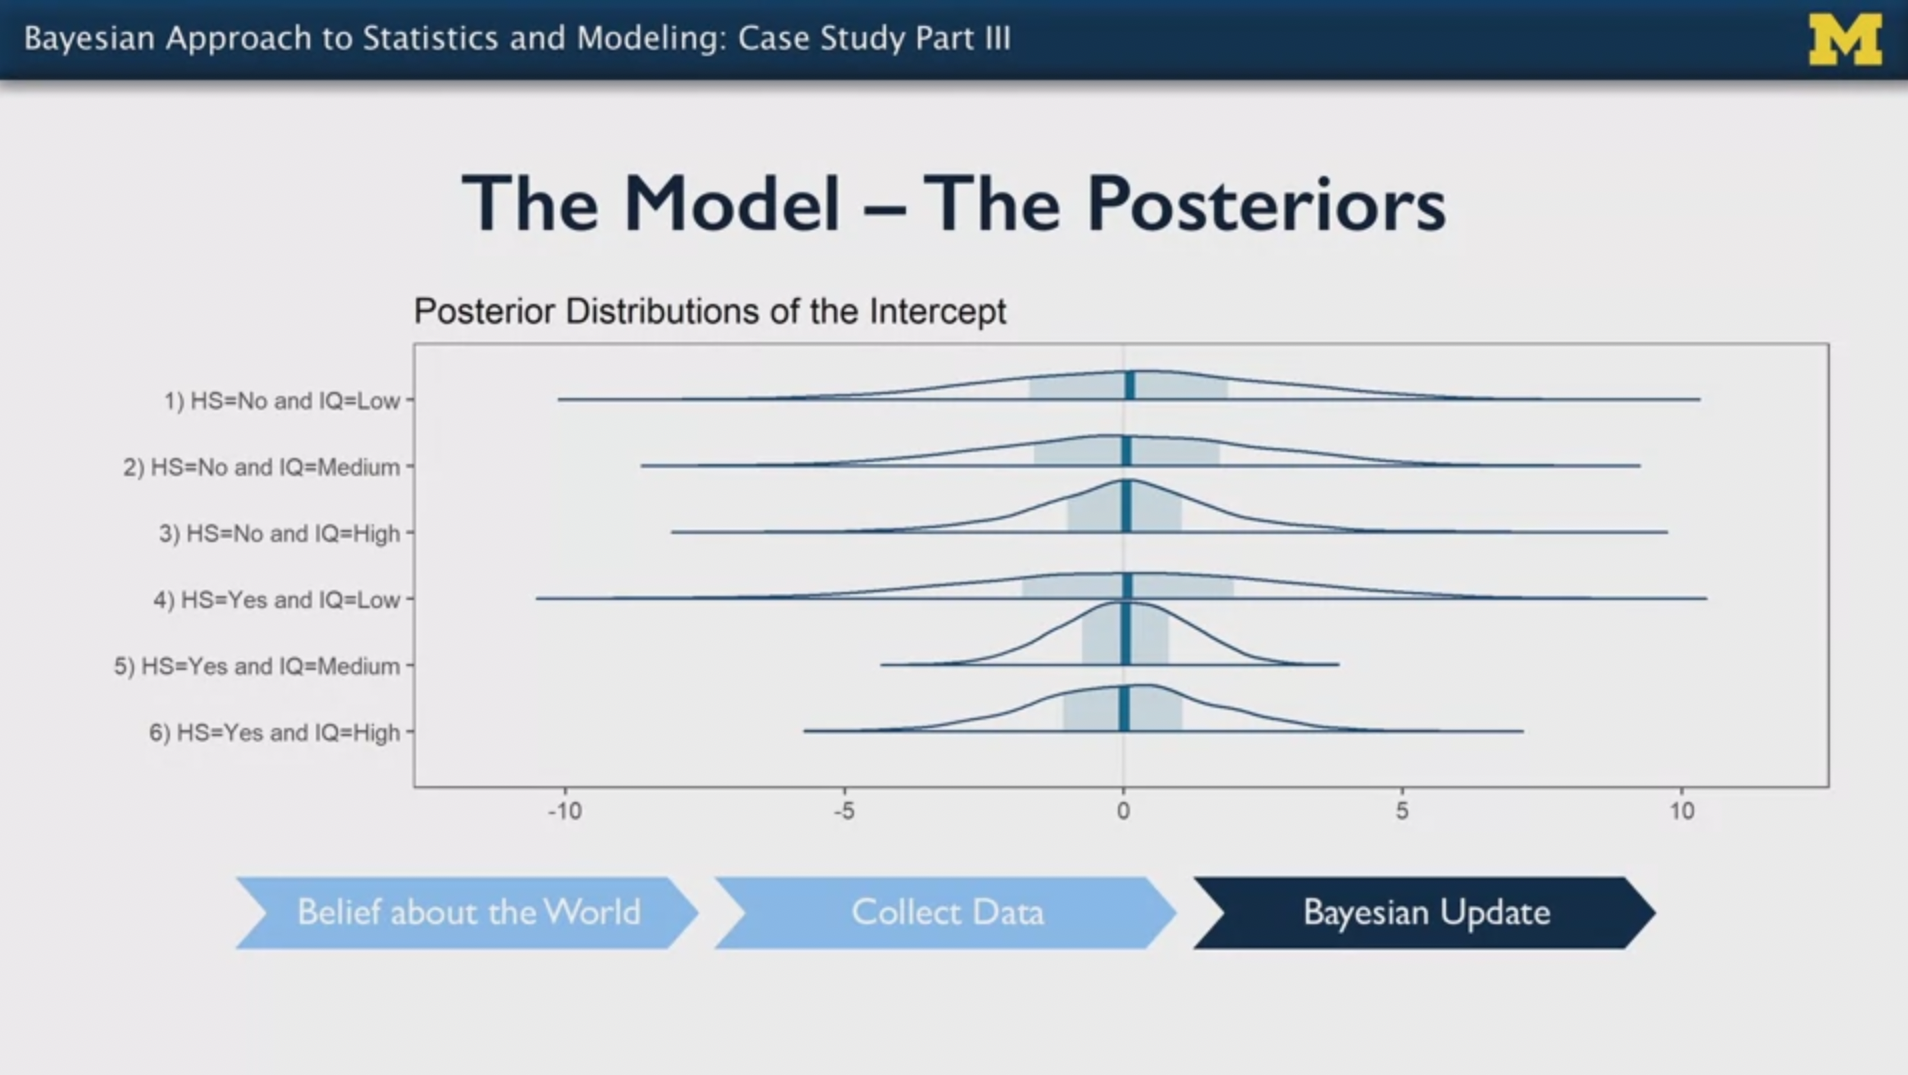 Bayesian Approach to Statistics and Modeling: Case Study Part III
M
The Model – The Posteriors
Posterior Distributions of the Intercept
1) HS=No and IQ=Low
2) HS=No and IQ=Medium
3) HS=No and IQ=High
4) HS=Yes and IQ=Low
5) HS=Yes and IQ=Medium
6) HS=Yes and IQ=High
-10 -5 0 5 10
Belief about the World Collect Data Bayesian Update